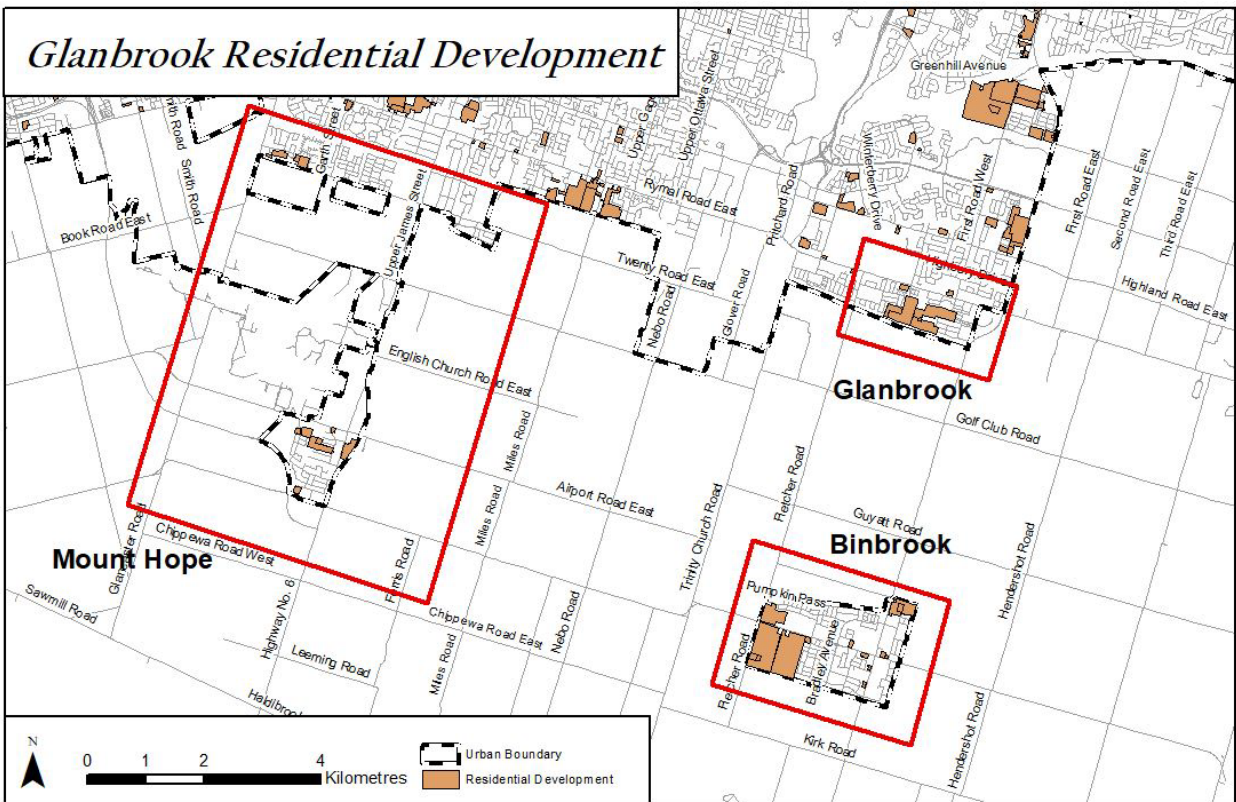 Glanbrook Residential Development
Greenhill Avenue
Upper Ottawa Street
Smith Road
Garth Street
Winterberry Drive
First Road West
First Road East
Second Road East
Third Road East
Rymal Road East
Pritchard Road
Book Road East
Upper James Street
Twenty Road East
Highland Road East
Nebo Road
Glover Road
English Church Road East
Glanbrook
Golf Club Road
Miles Road
Airport Road East
Fletcher Road
Guyatt Road
Trinity Church Road
Binbrook
Hendershot Road
Mount Hope
Glancaster Road
Chippewa Road West
Ferris Road
Miles Road
Pumpkin Pass
Sawmill Road
Highway No. 6
Chippewa Road East
Nebo Road
Bradley Avenue
Fletcher Road
Leeming Road
Miles Road
Kirk Road
Hendershot Road
N
0 1 2 4
Kilometres
Urban Boundary
Residential Development